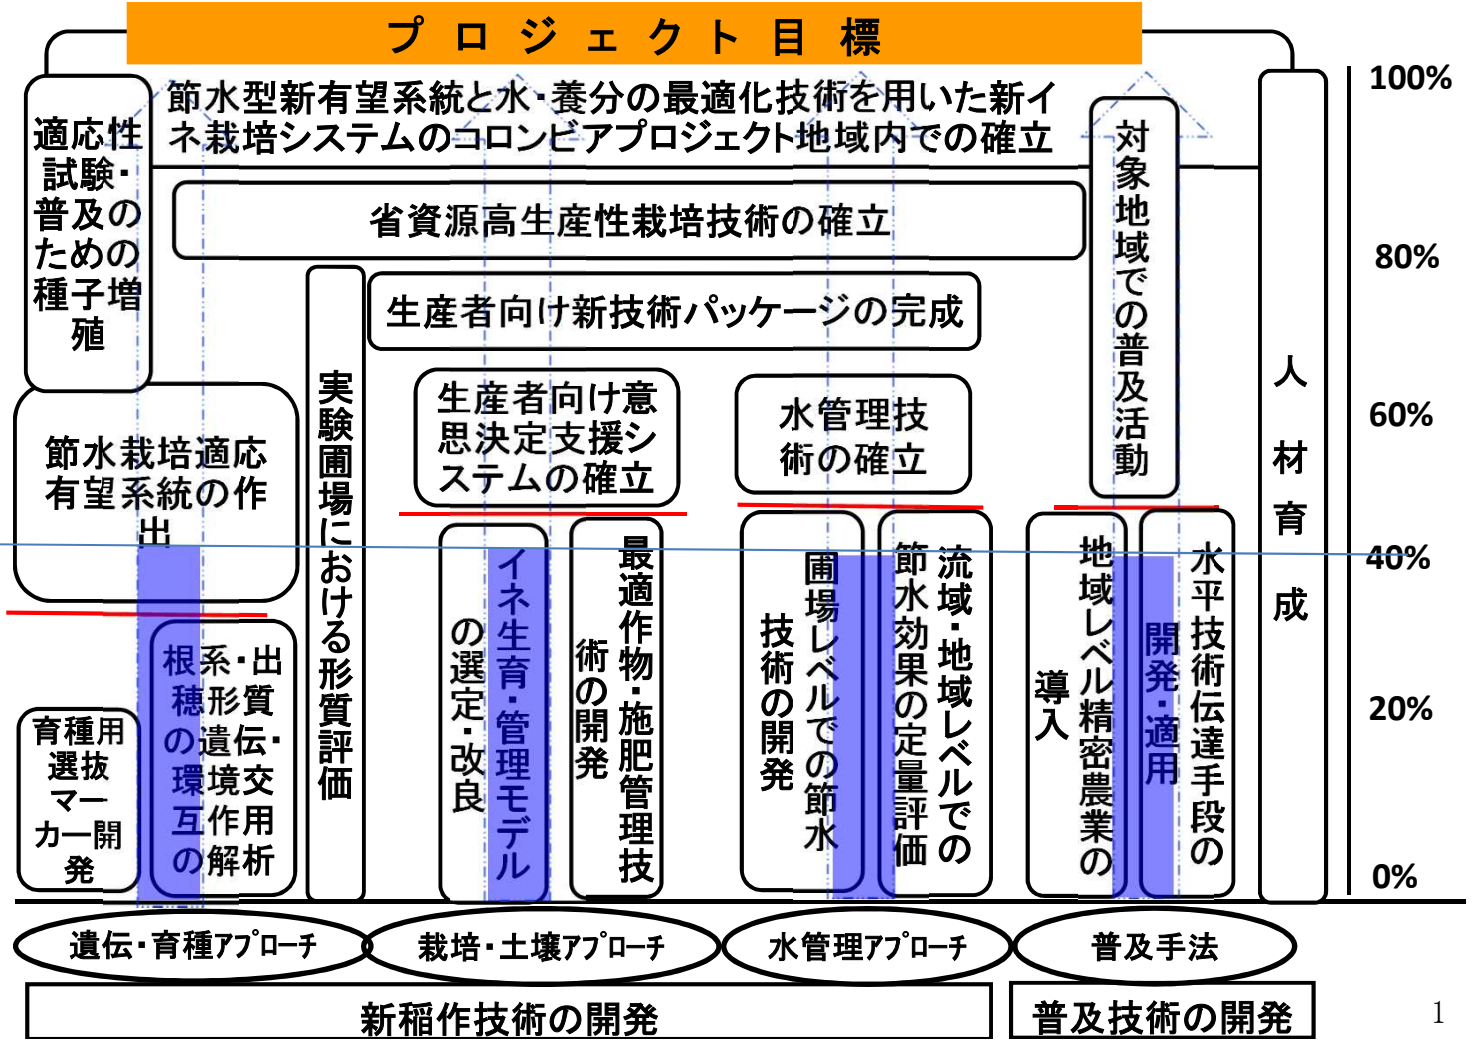 プロジェクト目標
節水型新有望系統と水・養分の最適化技術を用いた新イ
ネ栽培システムのコロンビアプロジェクト地域内での確立
適応性
試験・
普及の
ための
種子増
殖
省資源高生産性栽培技術の確立
生産者向け新技術パッケージの完成
対象地域での普及活動
人材育成
節水栽培適応
有望系統の作
出
実験圃場における形質評価
生産者向け意
思決定支援シ
ステムの確立
水管理技
術の確立
育種用
選抜
マー
カー開
発
根系・出
穂形質
の遺伝・
環境交
互作用
の解析
イネ生育・管理モデル
の選定・改良
最適作物・施肥管理技
術の開発
圃場レベルでの節水
技術の開発
流域・地域レベルでの
節水効果の定量評価
地域レベル精密農業の
導入
水平技術伝達手段の
開発・適用
100%
80%
60%
40%
20%
0%
遺伝・育種アプローチ
栽培・土壌アプローチ
水管理アプローチ
普及手法
新稲作技術の開発
普及技術の開発
1